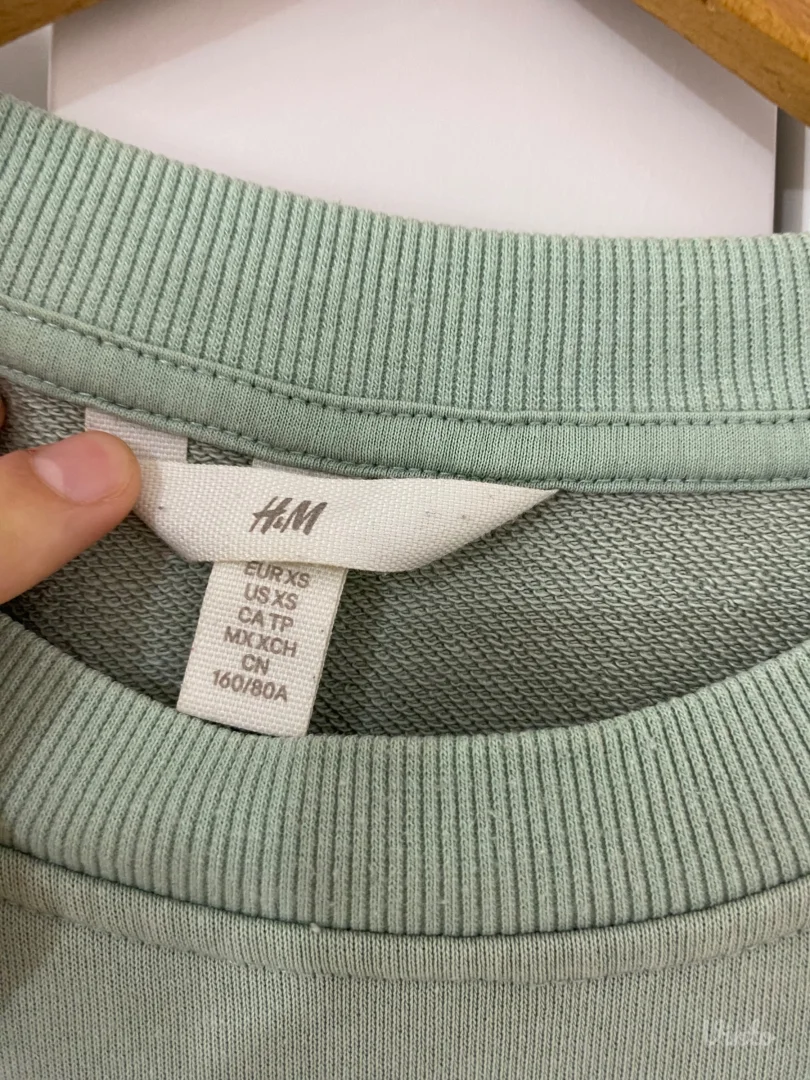 H&M
EUR XS
US XS
CA TP
MX XCH
CN
160/80A